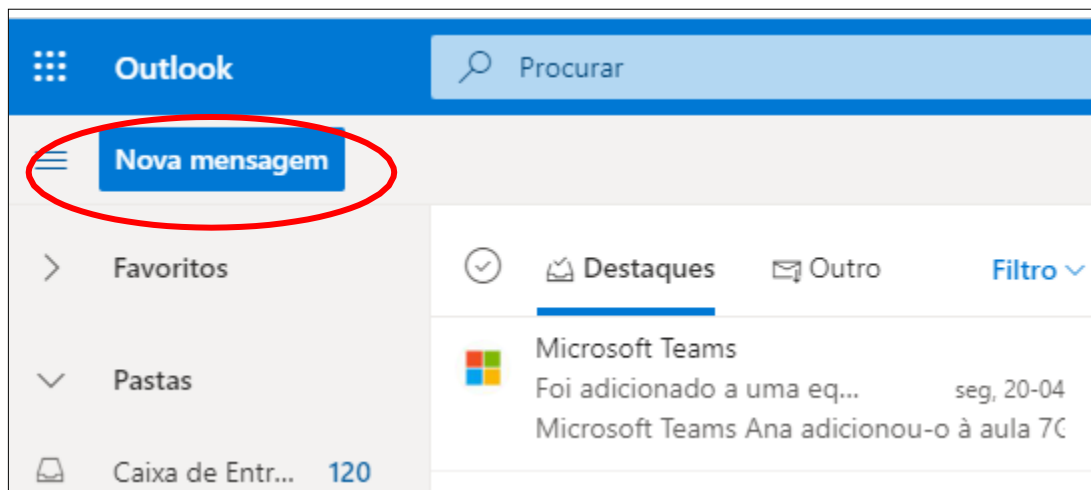 Outlook
Procurar
Nova mensagem
Favoritos
Destaques Outro Filtro
Microsoft Teams
Pastas
Foi adicionado a uma eq... seg, 20-04
Microsoft Teams Ana adicionou-o à aula
Caixa de Entr... 120